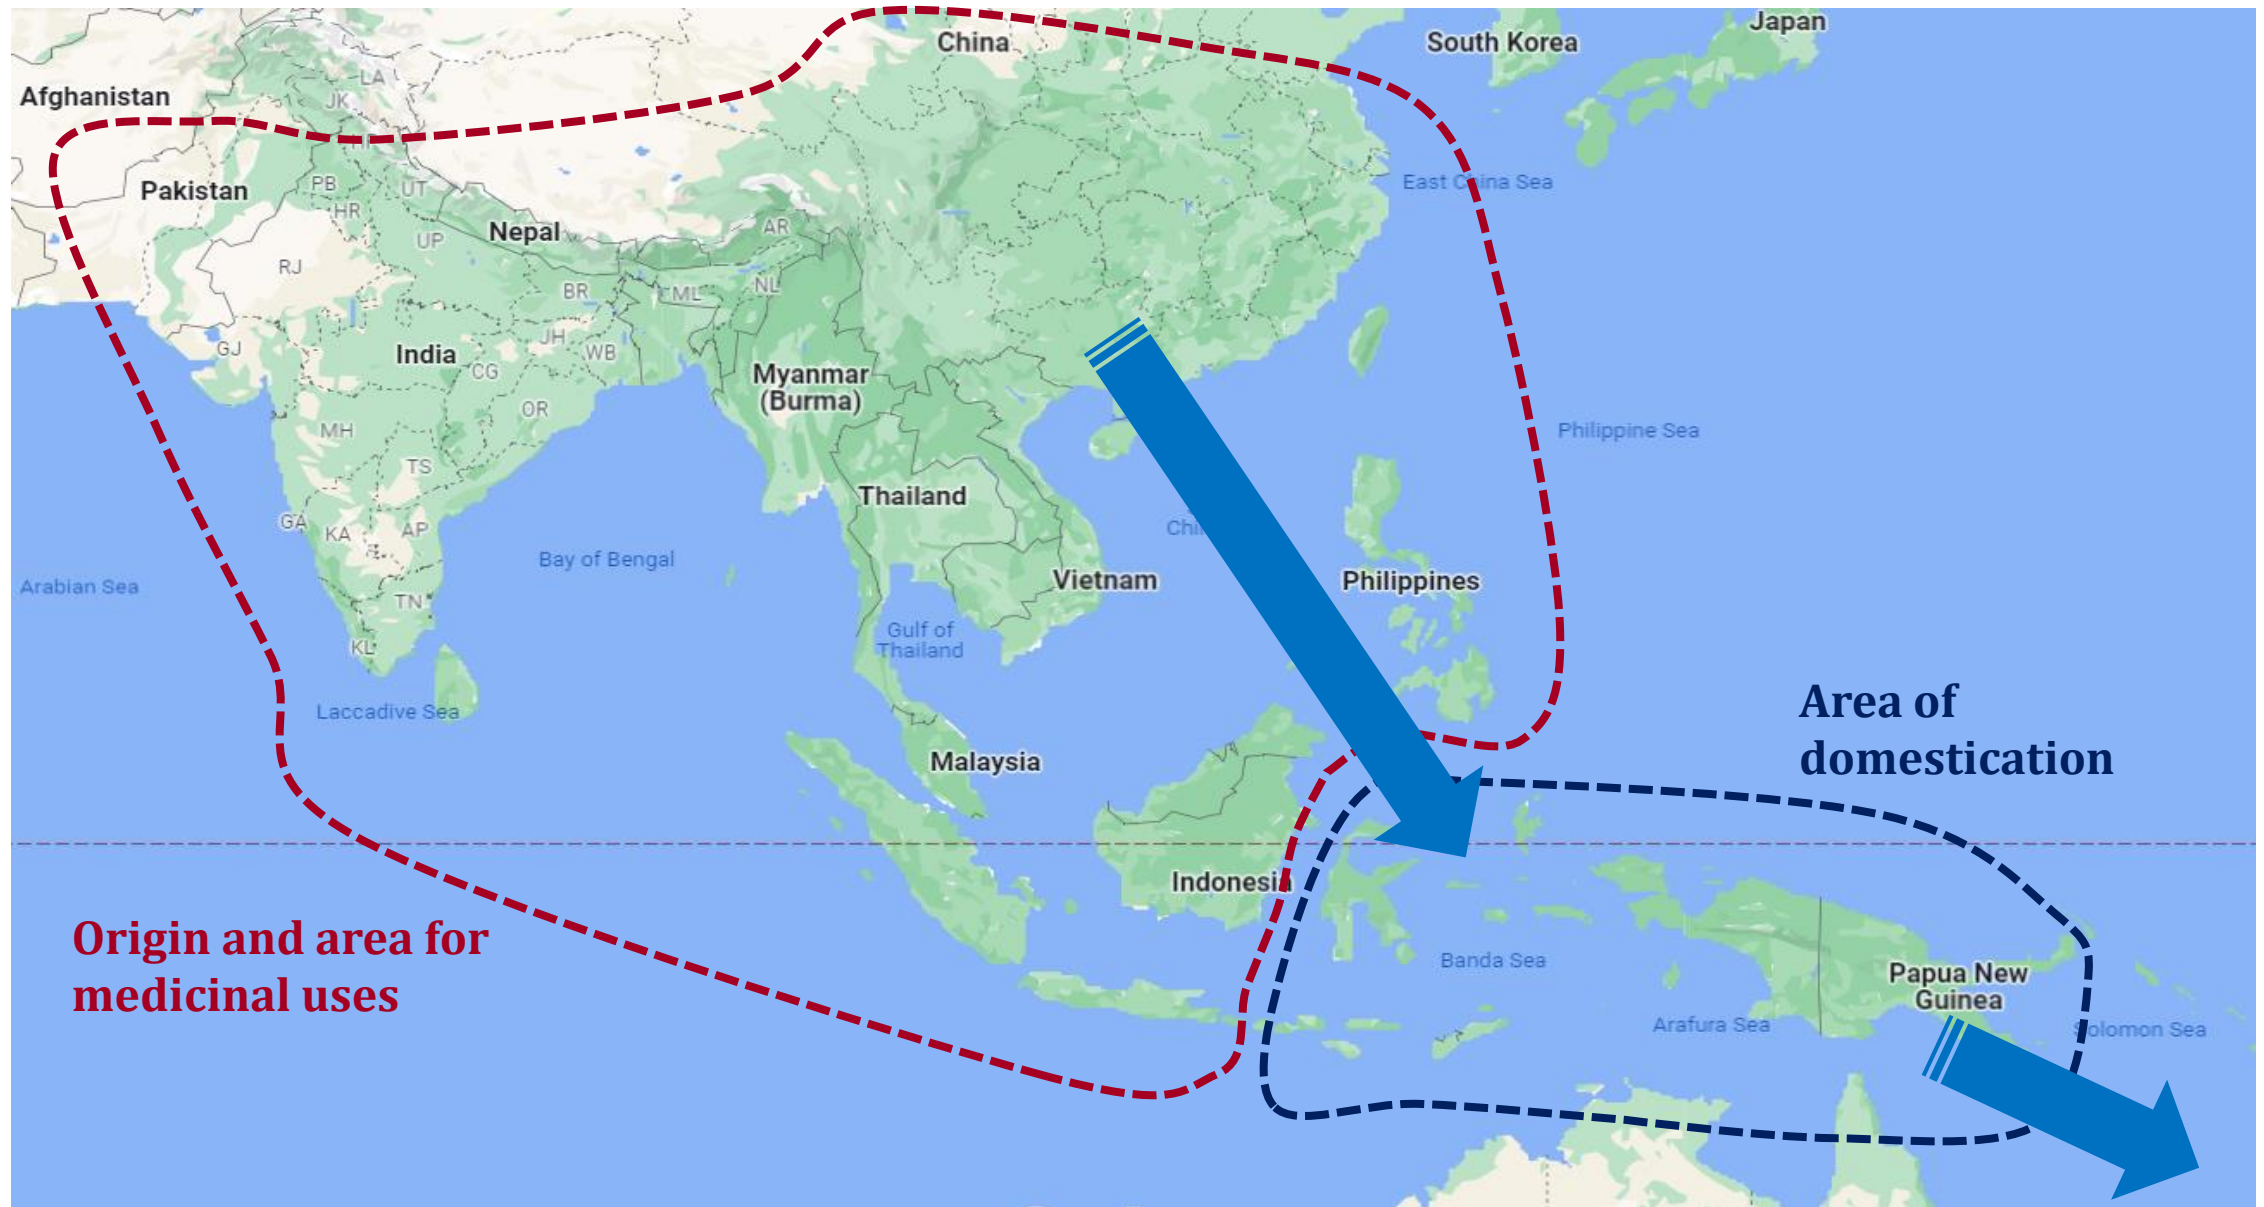 Japan
China
South Korea
LA
Afghanistan
JK
East China Sea
PB
Pakistan
UT
HR
AR
Nepal
UP
RJ
NL
BR
ML
JH
GJ
WB
India
CG
Myanmar
(Burma)
OR
MH
Philippine Sea
TS
Thailand
GA
KA
AP
Bay of Bengal
Vietnam
Philippines
Arabian Sea
TN
Gulf of
Thailand
KL
Area of
domestication
Laccadive Sea
Malaysia
Indonesia
Origin and area for
medicinal uses
Banda Sea
Papua New
Guinea
Arafura Sea
Solomon Sea